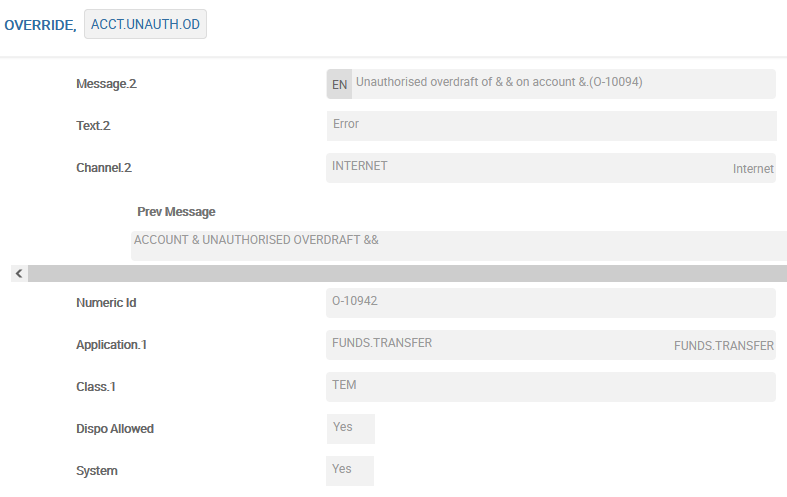 OVERRIDE, ACCT.UNAUTH.OD
Message.2 EN Unauthorised overdraft of & & on account &.(O-10094)
Text.2 Error
Channel.2 INTERNET Internet
Prev Message
ACCOUNT & UNAUTHORISED OVERDRAFT &&
Numeric Id O-10942
Application.1 FUNDS.TRANSFER FUNDS.TRANSFER
Class.1 TEM
Dispo Allowed Yes
System Yes